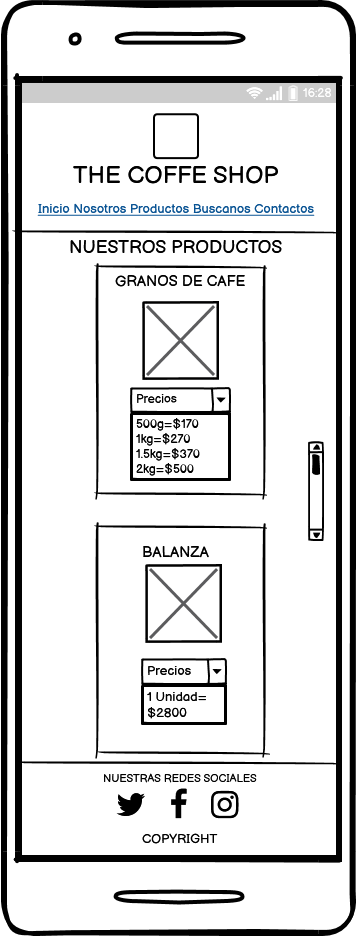 16:28
THE COFFE SHOP
Inicio Nosotros Productos Buscanos Contactos
NUESTROS PRODUCTOS
GRANOS DE CAFE
Precios
500g=$170
1kg=$270
1.5kg=$370
2kg=$500
BALANZA
Precios
1 Unidad=
$2800
NUESTRAS REDES SOCIALES
COPYRIGHT